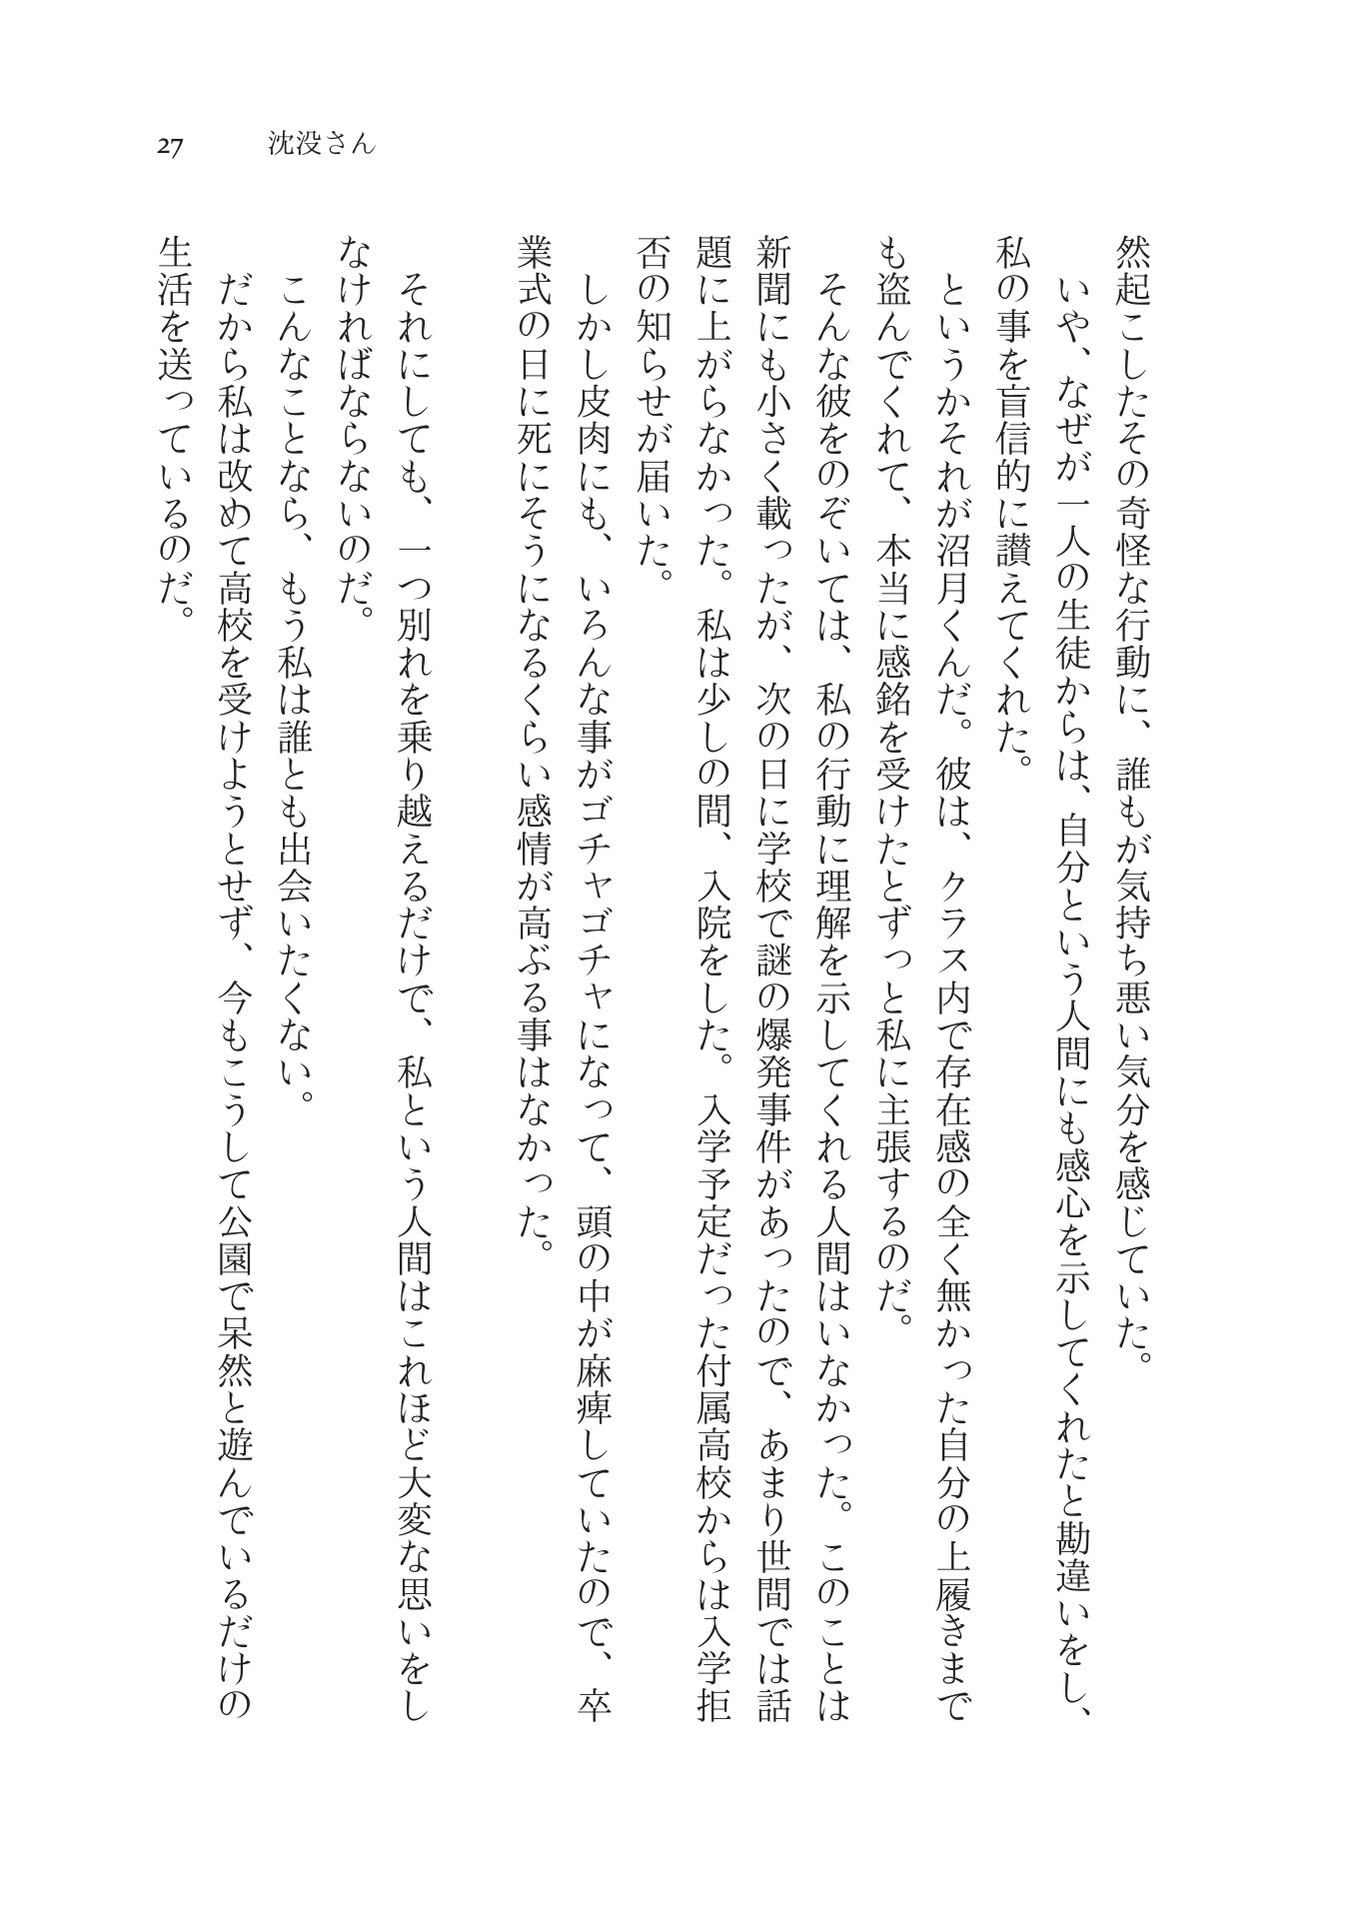 27 沈没さん
然起こしたその奇怪な行動に、誰もが気持ち悪い気分を感じていた。
いや、なぜが一人の生徒からは、自分という人間にも感心を示してくれたと勘違いをし、
私の事を盲信的に讃えてくれた。
というかそれが沼月くんだ。彼は、クラス内で存在感の全く無かった自分の上履きまで
も盗んでくれて、本当に感銘を受けたとずっと私に主張するのだ。
そんな彼をのぞいては、私の行動に理解を示してくれる人間はいなかった。このことは
新聞にも小さく載ったが、次の日に学校で謎の爆発事件があったので、あまり世間では話
題に上がらなかった。私は少しの間、入院をした。入学予定だった付属高校からは入学拒
否の知らせが届いた。
しかし皮肉にも、いろんな事がゴチャゴチャになって、頭の中が麻痺していたので、卒
業式の日に死にそうになるくらい感情が高ぶる事はなかった。
それにしても、一つ別れを乗り越えるだけで、私という人間はこれほど大変な思いをし
なければならないのだ。
こんなことなら、もう私は誰とも出会いたくない。
だから私は改めて高校を受けようとせず、今もこうして公園で呆然と遊んでいるだけの
生活を送っているのだ。